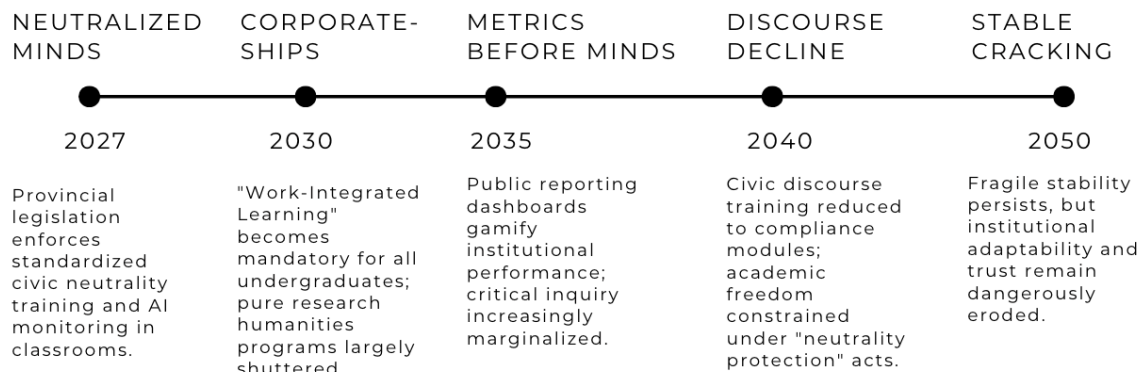 NEUTRALIZED
MINDS
CORPORATE-
SHIPS
METRICS
BEFORE MINDS
DISCOURSE
DECLINE
STABLE
CRACKING
2027
2030
2035
2040
2050
Provincial
legislation
enforces
standardized
civic neutrality
training and AI
monitoring in
classrooms.
"Work-Integrated
Learning"
becomes
mandatory for all
undergraduates;
pure research
humanities
programs largely
shuttered
Public reporting
dashboards
gamify
institutional
performance;
critical inquiry
increasingly
marginalized.
Civic discourse
training reduced
to compliance
modules;
academic
freedom
constrained
under "neutrality
protection" acts.
Fragile stability
persists, but
institutional
adaptability and
trust remain
dangerously
eroded.